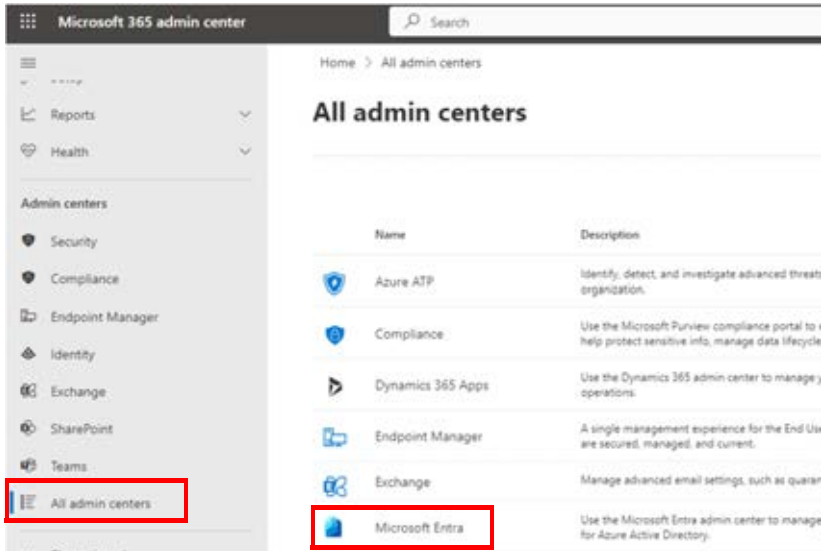 Microsoft 365 admin center
Search
Reports
Health
Admin centers
Security
Compliance
Endpoint Manager
Identity
Exchange
SharePoint
Teams
All admin centers
Home > All admin centers
All admin centers
Name Description
Azure ATP
Identify, detect, and investigate advanced threats
organization.
Compliance
Use the Microsoft Purview compliance portal to
help protect sensitive info, manage data lifecycle
Dynamics 365 Apps
Use the Dynamics 365 admin center to manage
operations.
Endpoint Manager
A single management experience for the End Use
are secured, managed, and current.
Exchange
Manage advanced email settings, such as quaran
Microsoft Entra
Use the Microsoft Entra admin center to manage
for Azure Active Directory.